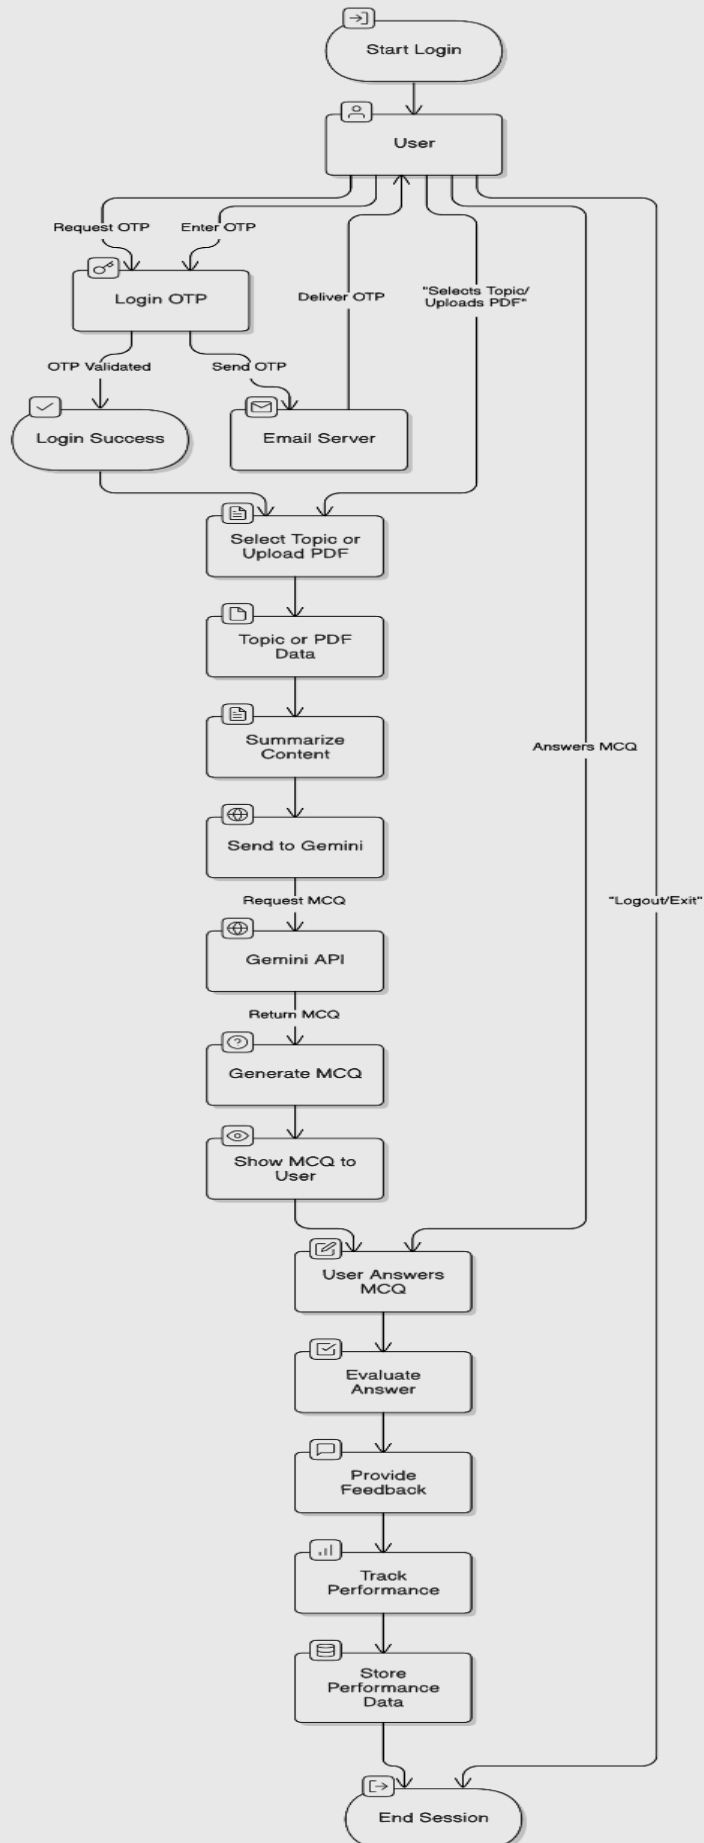 Start Login
User
Request OTP
Enter OTP
Login OTP
Deliver OTP
"Selects Topic/
Uploads PDF"
OTP Validated
Send OTP
Login Success
Email Server
Select Topic or
Upload PDF
Topic or PDF
Data
Summarize
Content
Answers MCQ
Send to Gemini
Request MCQ
"Logout/Exit"
Gemini API
Return MCQ
Generate MCQ
Show MCQ to
User
User Answers
MCQ
Evaluate
Answer
Provide
Feedback
Track
Performance
Store
Performance
Data
End Session